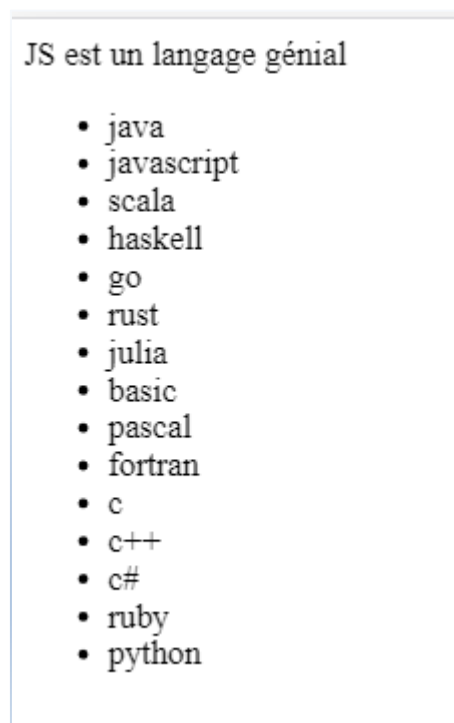 JS est un langage génial
• java
• javascript
• scala
• haskell
• go
• rust
• julia
• basic
• pascal
• fortran
• c
• c++
• c#
• ruby
• python